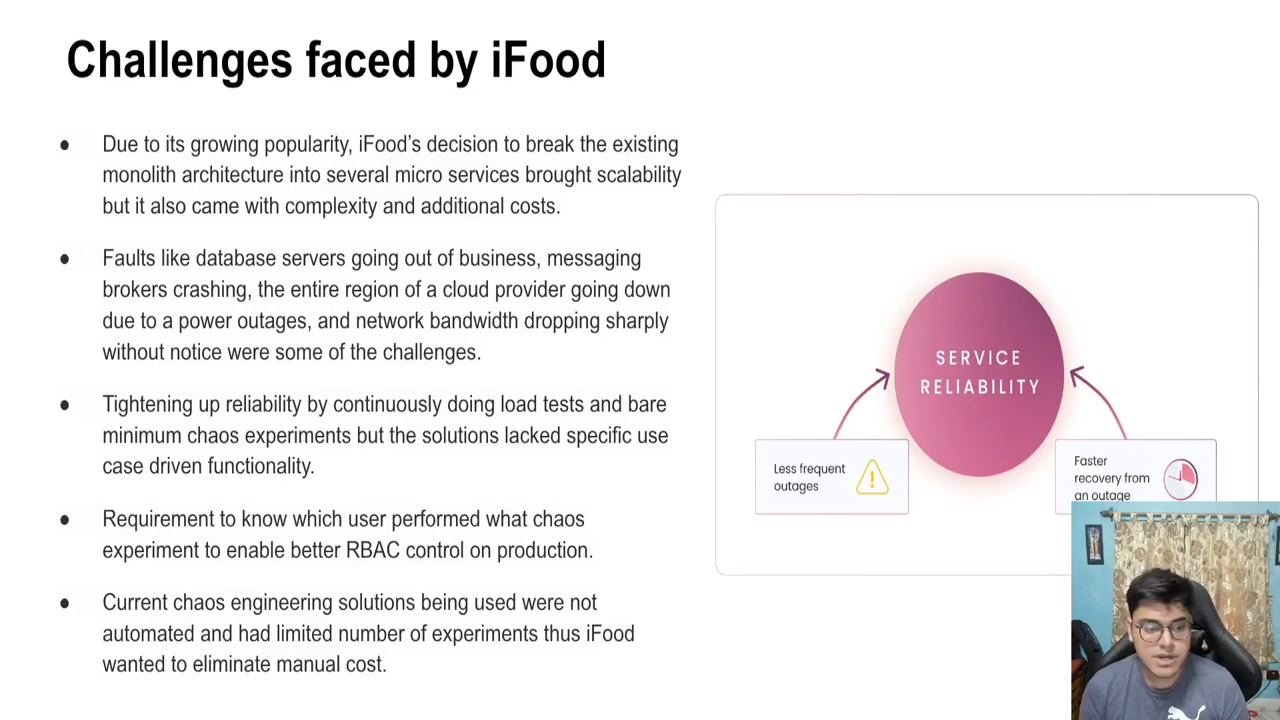 Challenges faced by iFood
Due to its growing popularity, iFood's decision to break the existing
monolith architecture into several micro services brought scalability
but it also came with complexity and additional costs.
Faults like database servers going out of business, messaging
brokers crashing, the entire region of a cloud provider going down
due to a power outages, and network bandwidth dropping sharply
without notice were some of the challenges.
Tightening up reliability by continuously doing load tests and bare
minimum chaos experiments but the solutions lacked specific use
case driven functionality.
Requirement to know which user performed what chaos
experiment to enable better RBAC control on production.
Current chaos engineering solutions being used were not
automated and had limited number of experiments thus iFood
wanted to eliminate manual cost.
SERVICE
RELIABILITY
Less frequent
outages
Faster
recovery from
an outage